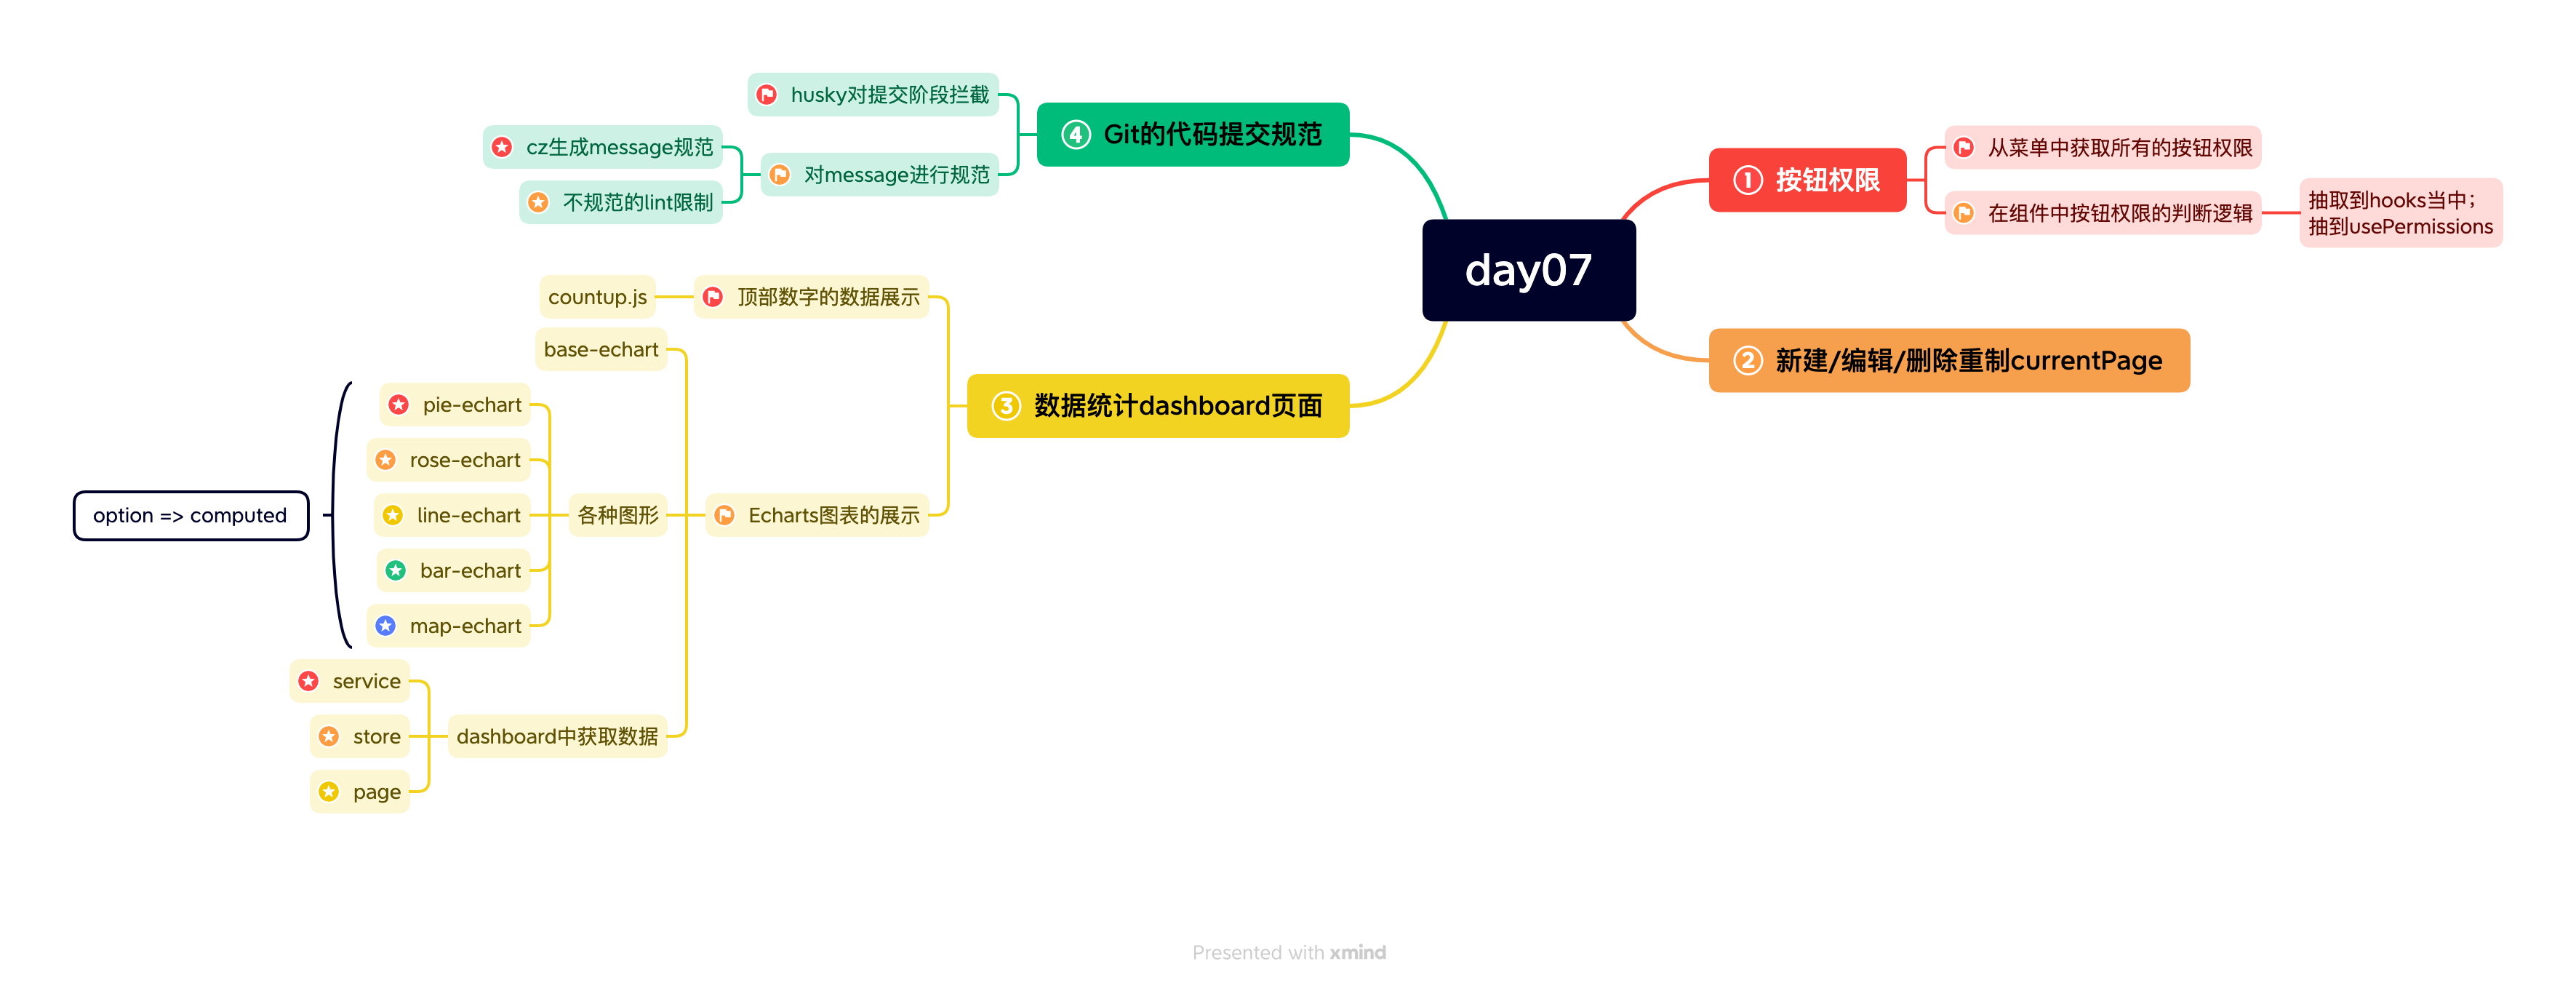 day07
① 按钮权限
从菜单中获取所有的按钮权限
在组件中按钮权限的判断逻辑
抽取到hooks当中；
抽到usePermissions
② 新建/编辑/删除重制currentPage
③ 数据统计dashboard页面
顶部数字的数据展示
countup.js
Echarts图表的展示
base-echart
各种图形
pie-echart
rose-echart
line-echart
bar-echart
map-echart
option => computed
dashboard中获取数据
service
store
page
④ Git的代码提交规范
husky对提交阶段拦截
对message进行规范
cz生成message规范
不规范的lint限制
Presented with xmind